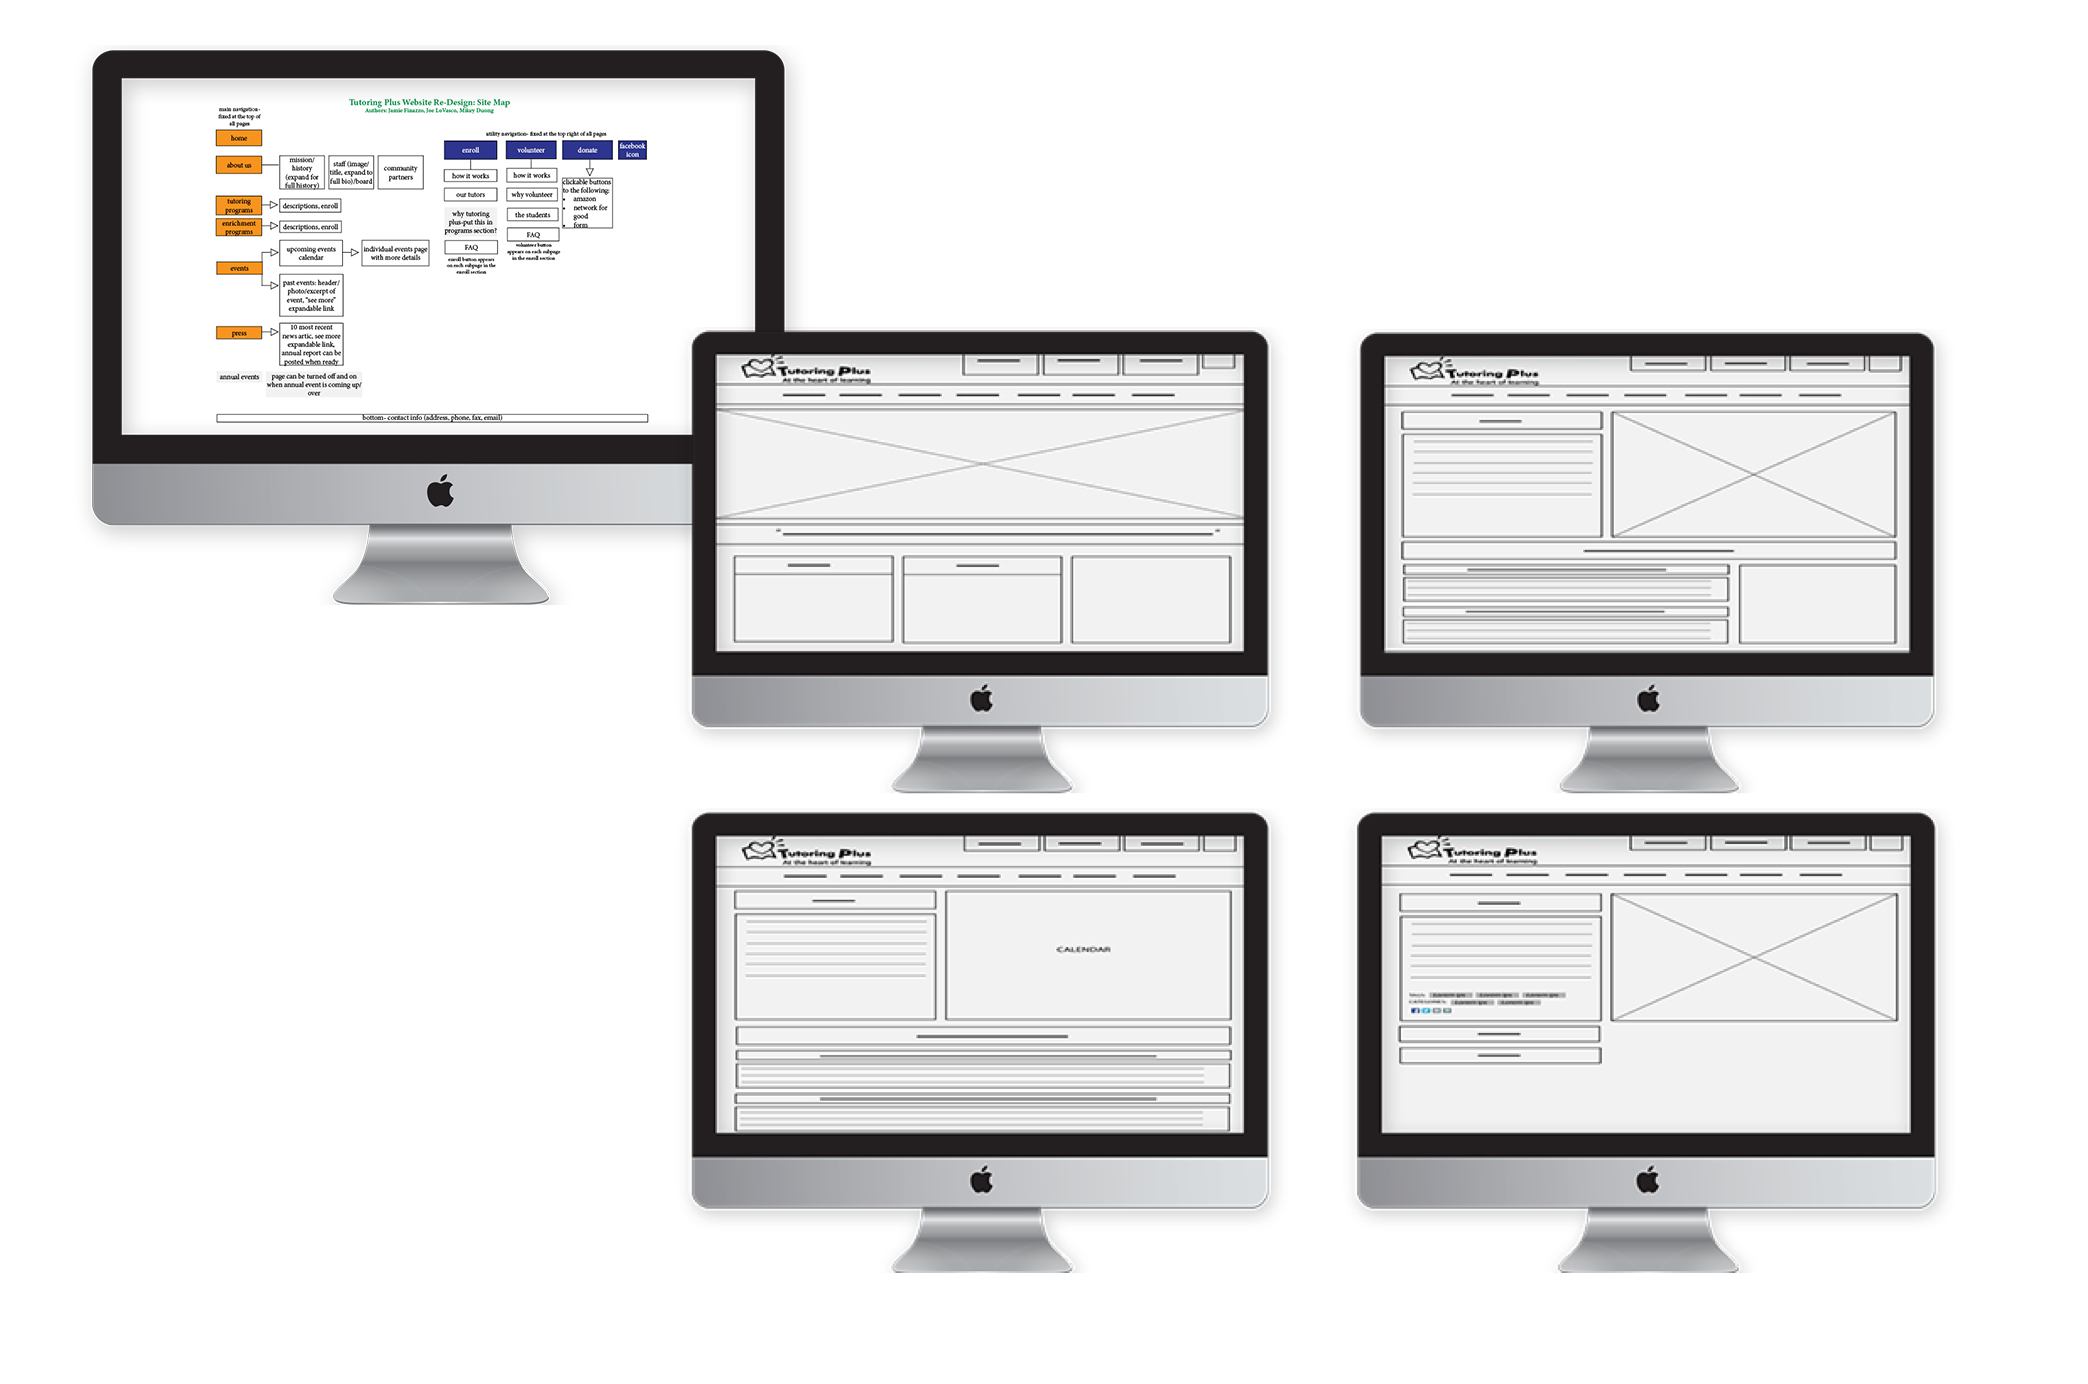 Tutoring Plus Website Re-Design: Site Map
Authors: Jamie Finazzo, Joe LoVasco, Mikey Duong
main navigation-
fixed at the top of
all pages
home
about us
mission/
history
(expand for
full history)
staff (image/
title, expand to
full bio)/board
community
partners
tutoring
programs
descriptions, enroll
enrichment
programs
descriptions, enroll
events
upcoming events
calendar
individual events page
with more details
past events: header/
photo/excerpt of
event, "see more"
expandable link
press
10 most recent
news artic, see more
expandable link,
annual report can be
posted when ready
annual events
page can be turned off and on
when annual event is coming up/
over
utility navigation- fixed at the top right of all pages
enroll
how it works
our tutors
why tutoring
plus-put this in
programs section?
FAQ
enroll button appears
on each subpage in the
enroll section
volunteer
how it works
why volunteer
the students
FAQ
volunteer button
appears on each subpage
in the enroll section
donate
clickable buttons
to the following:
• amazon
• network for
good
• form
facebook
icon
bottom- contact info (address, phone, fax, email)
Tutoring Plus
At the heart of learning
Tutoring Plus
At the heart of learning
Tutoring Plus
At the heart of learning
CALENDAR
Tutoring Plus
At the heart of learning
TAGS:
CATEGORIES: